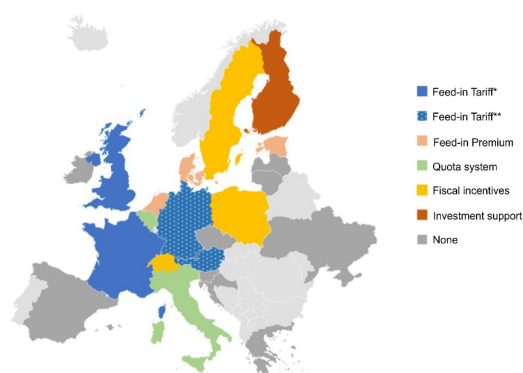 Feed-in Tariff*
Feed-in Tariff**
Feed-in Premium
Quota system
Fiscal incentives
Investment support
None